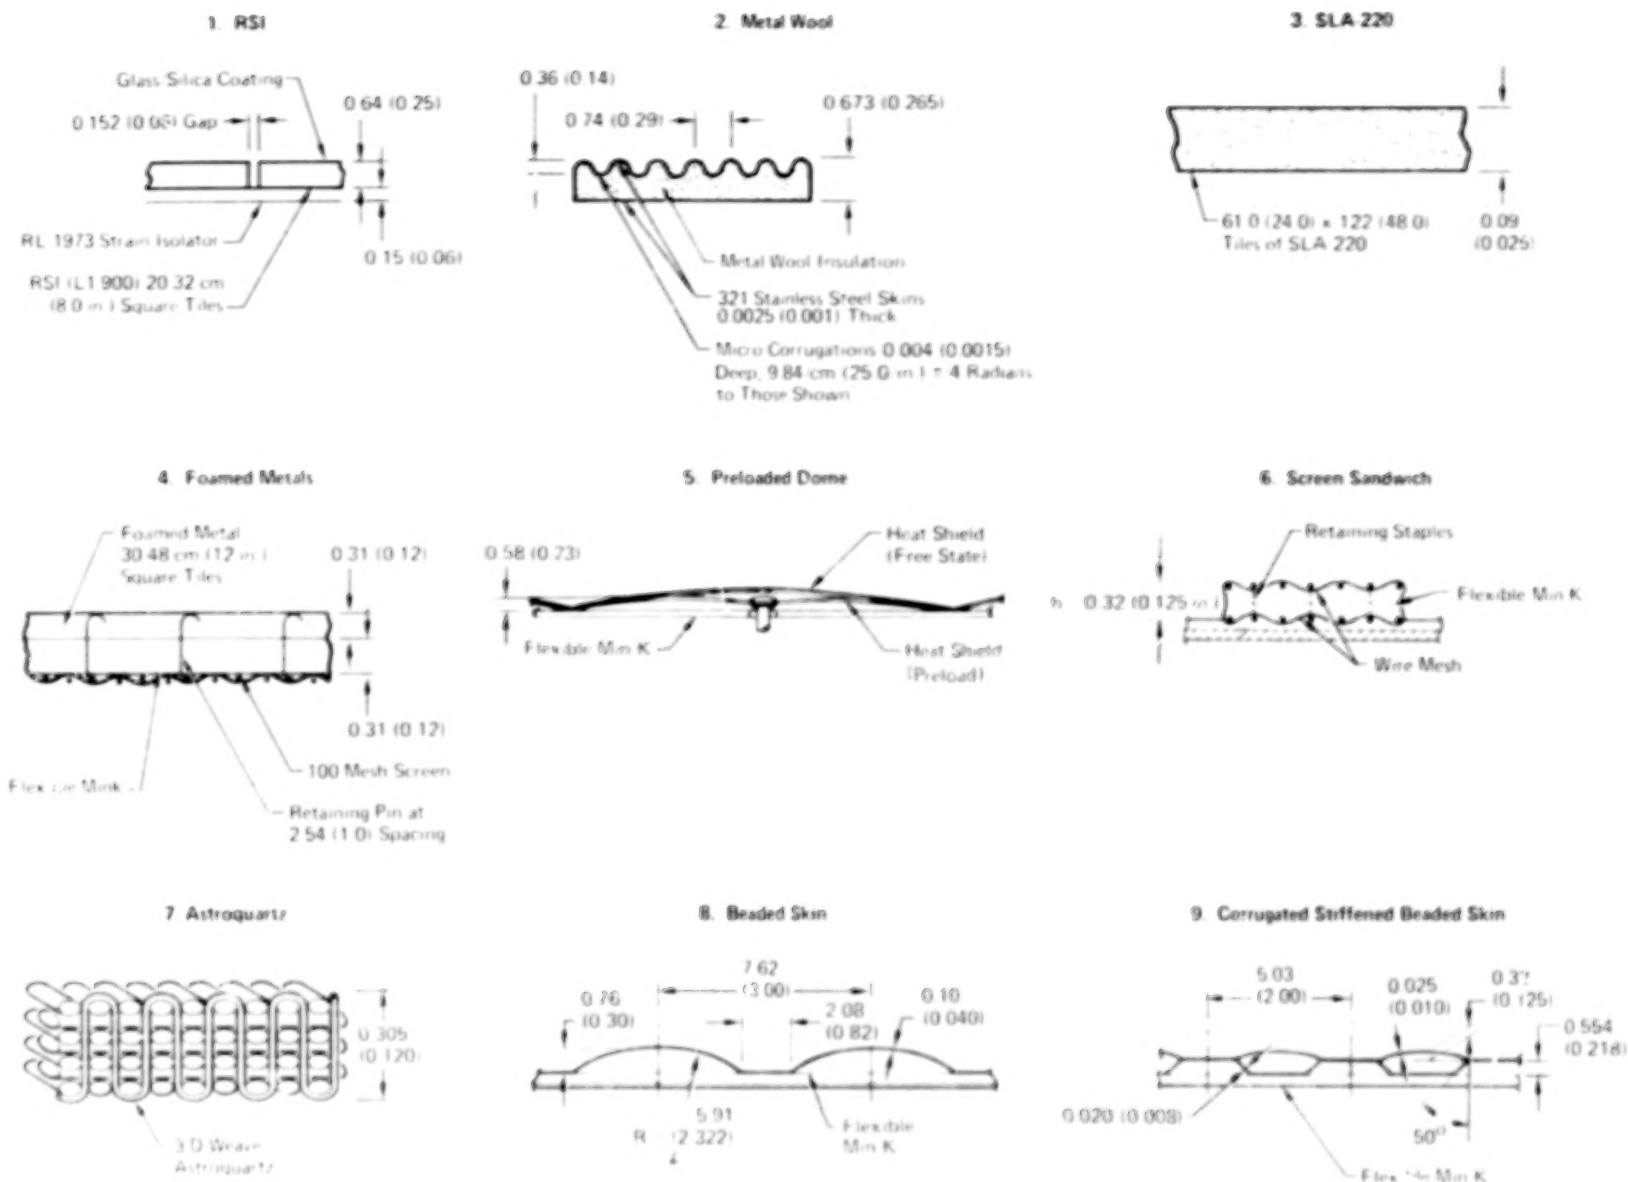 1. RSI
Glass Silica Coating
0.152 (0.06) Gap
0.64 (0.25)
RL 1973 Strain Isolator
0.15 (0.06)
RSI (L1 900) 20.32 cm
(8.0 in.) Square Tiles
2. Metal Wool
0.36 (0.14)
0.74 (0.29)
0.673 (0.265)
Metal Wool Insulation
321 Stainless Steel Skins
0.0025 (0.001) Thick
Micro Corrugations 0.004 (0.0015)
Deep, 9.84 cm (25.0 in.) 4 Radians
to Those Shown
3. SLA-220
61.0 (24.0) x 122 (48.0)
Tiles of SLA 220
0.09
(0.025)
4. Foamed Metals
Foamed Metal
30.48 cm (12 in.)
Square Tiles
0.31 (0.12)
0.31 (0.12)
100 Mesh Screen
Flexible Mink
Retaining Pin at
2.54 (1.0) Spacing
5. Preloaded Dome
0.58 (0.23)
Heat Shield
(Free State)
Flexible Min K
Heat Shield
(Preload)
6. Screen Sandwich
Retaining Staples
0.32 (0.125 in.)
Flexible Min K
Wire Mesh
7. Astroquartz
0.305
(0.120)
3 D Weave
Astroquartz
8. Beaded Skin
7.62
(3.00)
0.76
(0.30)
2.08
(0.82)
0.10
(0.040)
5.91
R (2.322)
Flexible
Min K
9. Corrugated Stiffened Beaded Skin
5.03
(2.00)
0.025
(0.010)
(0.125)
0.554
(0.218)
0.020 (0.008)
50°
Flexible Min K